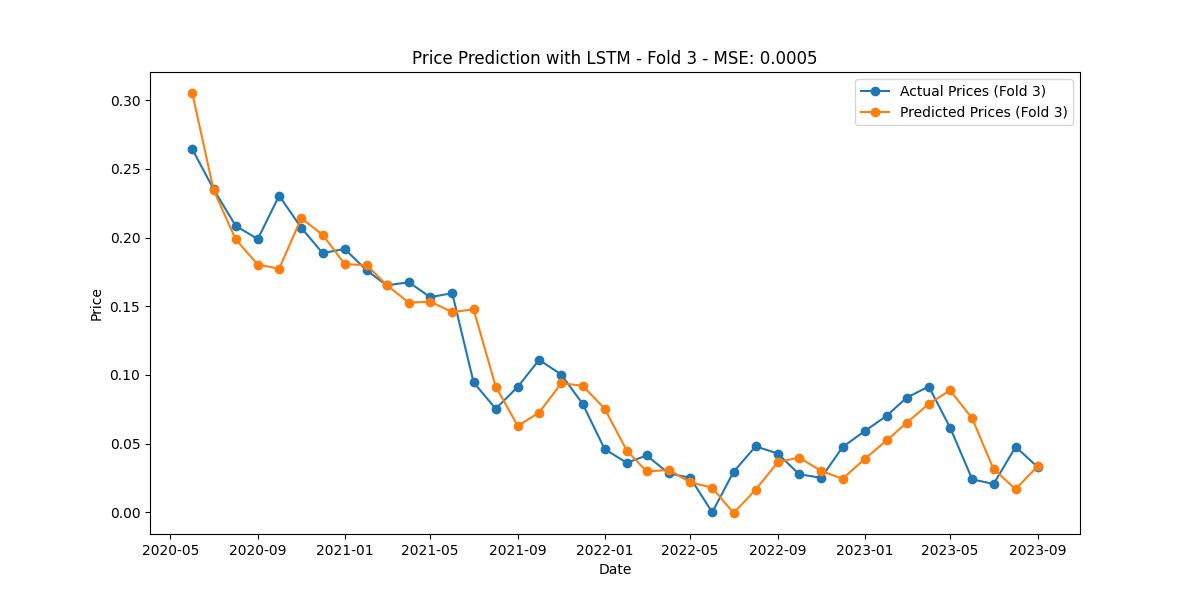 Price Prediction with LSTM - Fold 3 - MSE: 0.0005
Actual Prices (Fold 3)
Predicted Prices (Fold 3)
Price
0.30
0.25
0.20
0.15
0.10
0.05
0.00
2020-05 2020-09 2021-01 2021-05 2021-09 2022-01 2022-05 2022-09 2023-01 2023-05 2023-09
Date